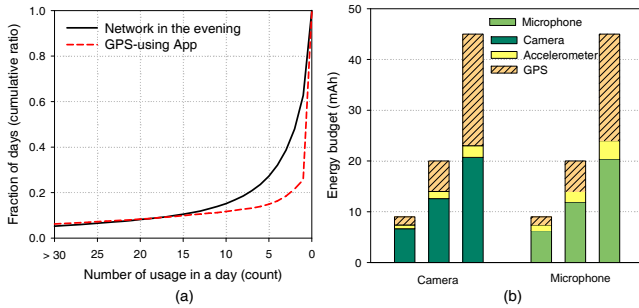 (a)
Fraction of days (cumulative ratio)
1.0
0.8
0.6
0.4
0.2
0.0
Network in the evening
GPS-using App
> 30
25
20
15
10
5
0
Number of usage in a day (count)
(a)
(b)
Energy budget (mAh)
50
40
30
20
10
0
Microphone
Camera
Accelerometer
GPS
Camera
Microphone
(b)